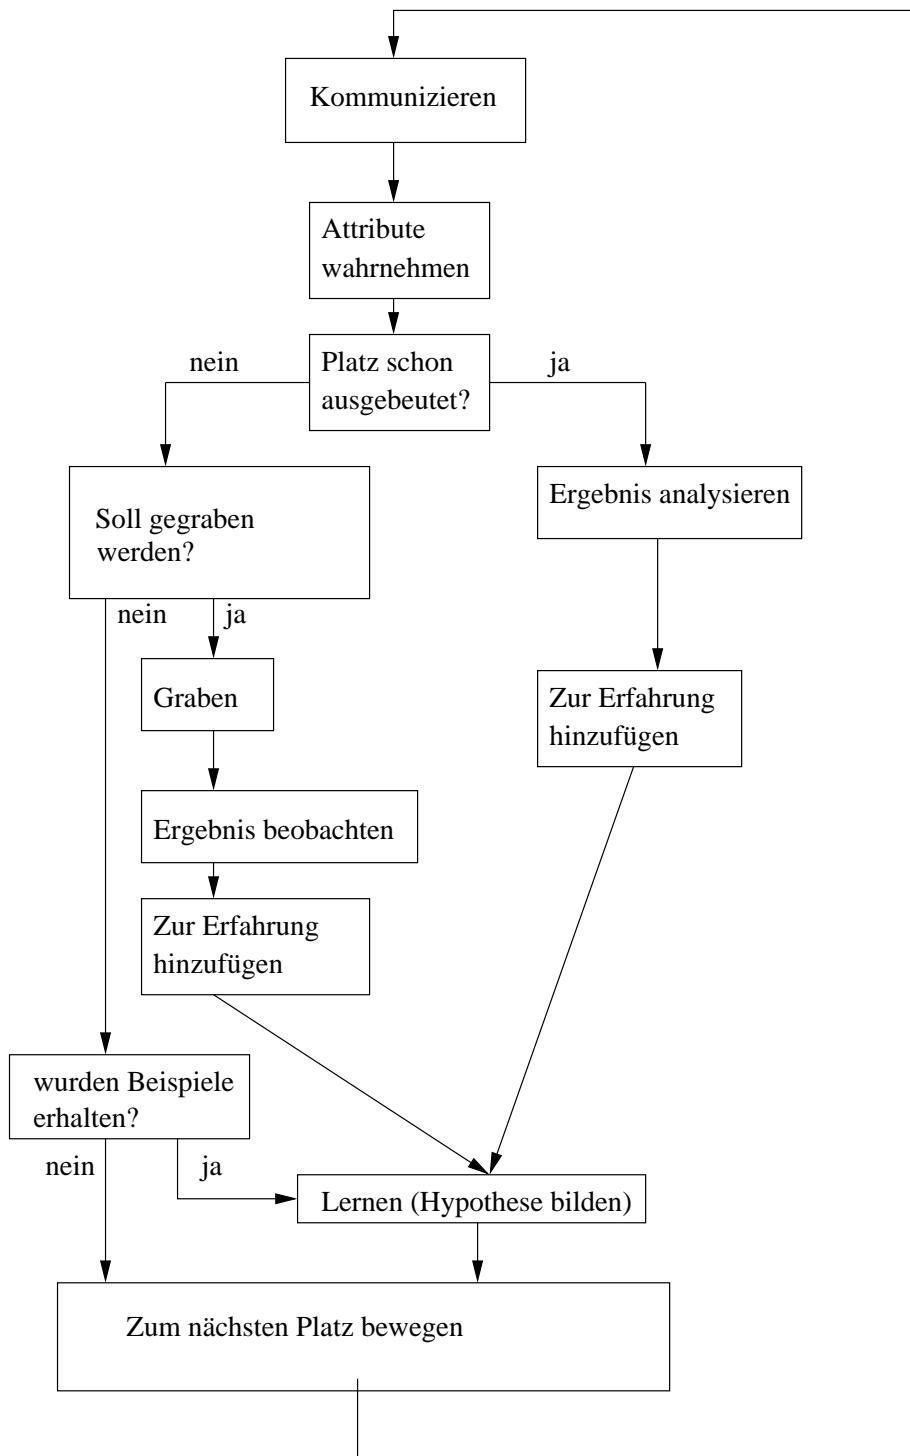 Kommunizieren
Attribute
wahrnehmen
nein
Platz schon
ausgebeutet?
ja
Soll gegraben
werden?
Ergebnis analysieren
nein
ja
Graben
Zur Erfahrung
hinzufügen
Ergebnis beobachten
Zur Erfahrung
hinzufügen
wurden Beispiele
erhalten?
nein
ja
Lernen (Hypothese bilden)
Zum nächsten Platz bewegen